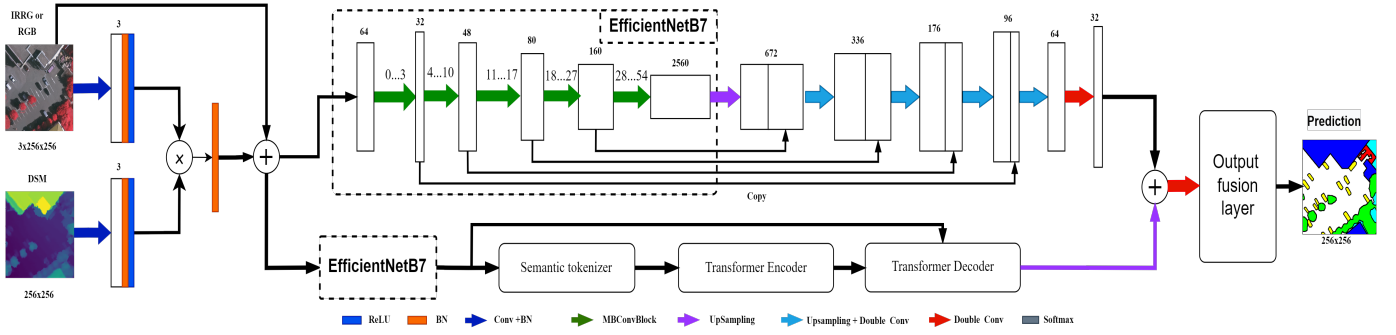 IRRG or
RGB
3x256x256
DSM
256x256
3
3
×
+
EfficientNetB7
64
32
48
80
160
2560
0...3
4...10
11...17
18...27
28...54
672
336
176
96
64
32
Copy
EfficientNetB7
Semantic tokenizer
Transformer Encoder
Transformer Decoder
+
Output
fusion
layer
Prediction
256x256
ReLU
BN
Conv +BN
MBConvBlock
UpSampling
Upsampling + Double Conv
Double Conv
Softmax